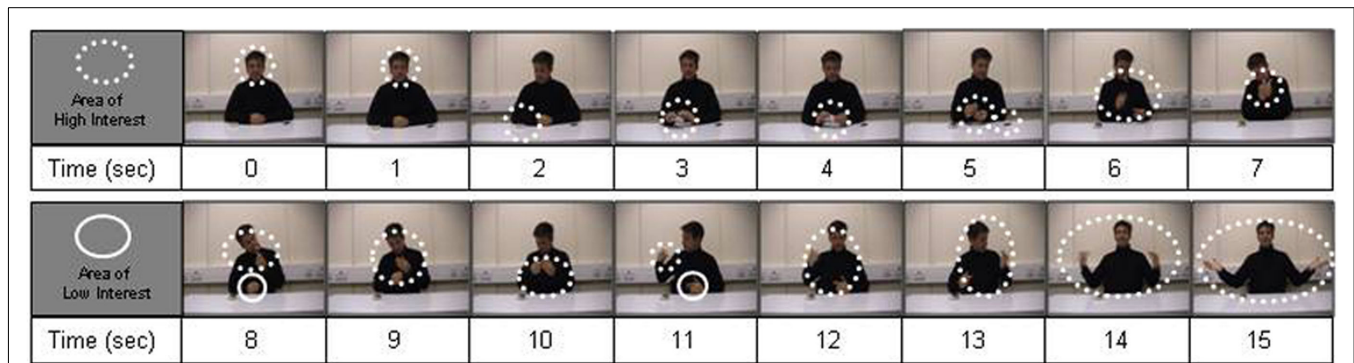 Area of
High Interest
Time (sec) 0 1 2 3 4 5 6 7
Area of
Low Interest
Time (sec) 8 9 10 11 12 13 14 15